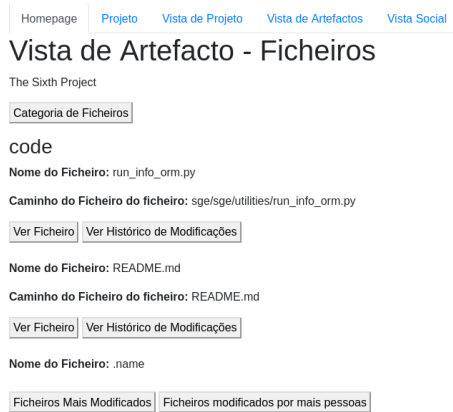 Homepage Projeto Vista de Projeto Vista de Artefactos Vista Social
Vista de Artefacto - Ficheiros
The Sixth Project
Categoria de Ficheiros
code
Nome do Ficheiro: run_info_orm.py
Caminho do Ficheiro do ficheiro: sge/sge/utilities/run_info_orm.py
Ver Ficheiro Ver Histórico de Modificações
Nome do Ficheiro: README.md
Caminho do Ficheiro do ficheiro: README.md
Ver Ficheiro Ver Histórico de Modificações
Nome do Ficheiro: .name
Ficheiros Mais Modificados Ficheiros modificados por mais pessoas